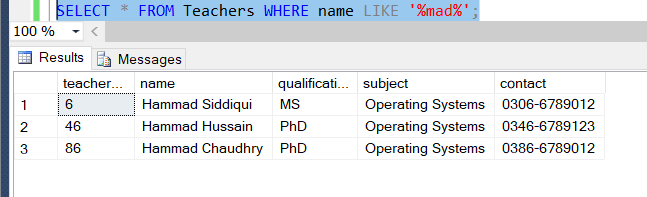 SELECT * FROM Teachers WHERE name LIKE '%mad%';
100 %
Results Messages
teacher... name qualificati... subject contact
1 6 Hammad Siddiqui MS Operating Systems 0306-6789012
2 46 Hammad Hussain PhD Operating Systems 0346-6789123
3 86 Hammad Chaudhry PhD Operating Systems 0386-6789012